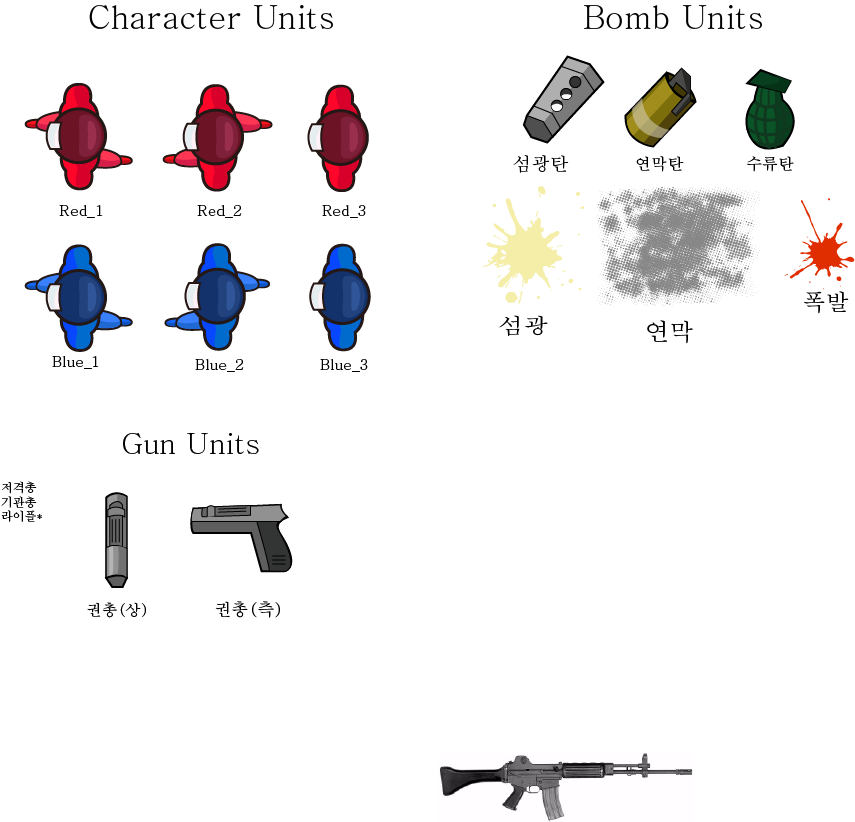 Character Units
Bomb Units
섬광탄
연막탄
수류탄
Red_1
Red_2
Red_3
섬광
연막
폭발
Blue_1
Blue_2
Blue_3
Gun Units
저격총
기관총
라이플*
권총(상)
권총(측)